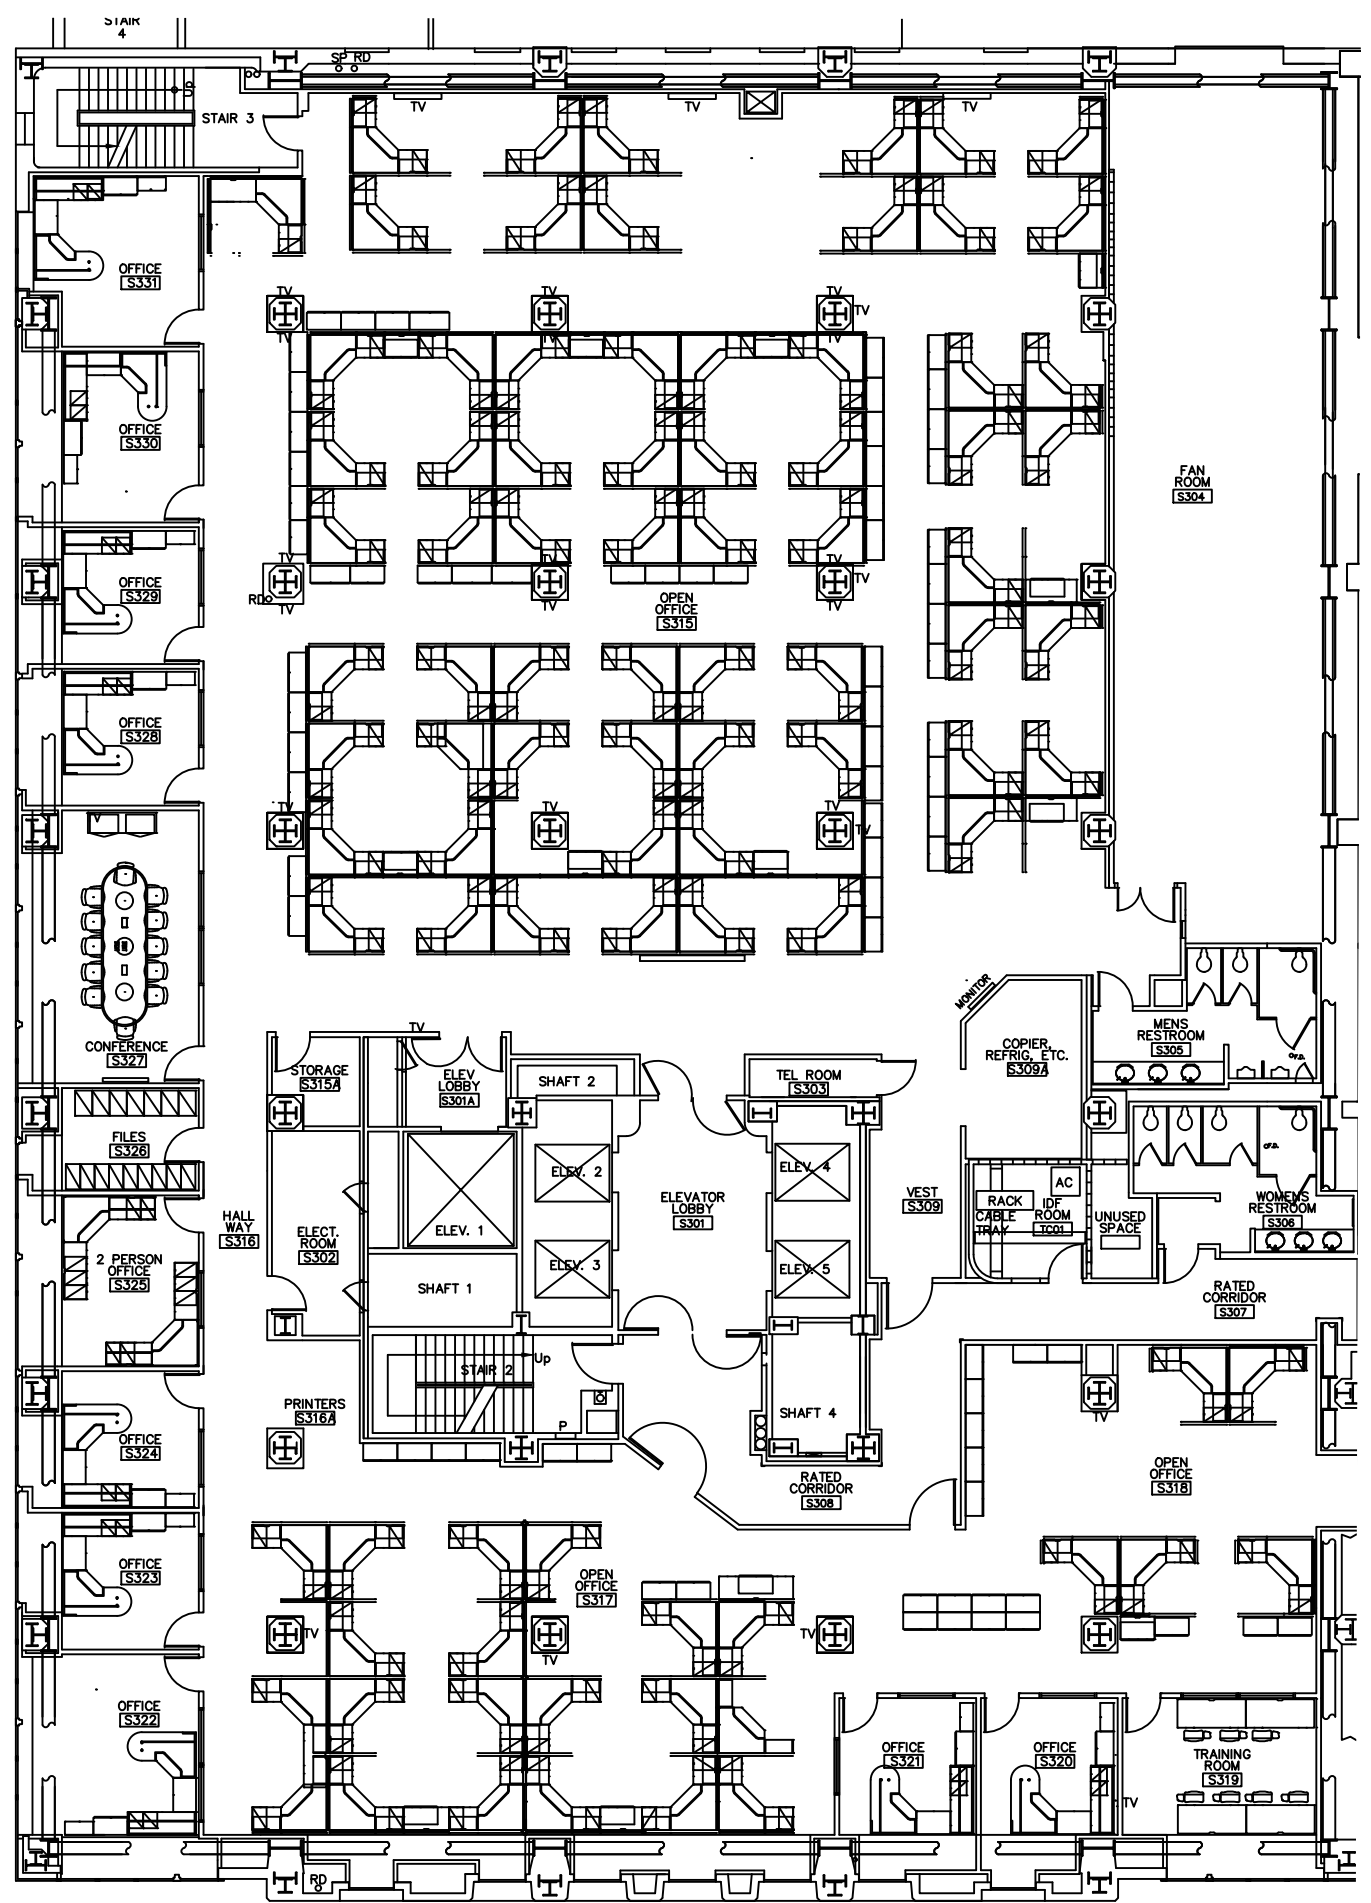 STAIR
4
SP RD
Up
STAIR 3
TV
TV
TV
OFFICE
S331
TV
TV
TV
TV
TV
TV
TV
OFFICE
S330
FAN
ROOM
S304
TV
TV
TV
TV
OFFICE
S329
RD
TV
TV
TV
OPEN
OFFICE
S315
OFFICE
S328
TV
TV
TV
TV
V
MONITOR
CONFERENCE
S327
TV
MENS
RESTROOM
S305
O.F.D.
STORAGE
S315A
ELEV
LOBBY
S301A
SHAFT 2
TEL ROOM
S303
COPIER,
REFRIG, ETC.
S309A
FILES
S326
O.F.D.
ELEV. 2
ELEV. 4
AC
HALL
WAY
S316
ELECT.
ROOM
S302
ELEV. 1
ELEVATOR
LOBBY
S301
VEST
S309
RACK
CABLE
TRAY
IDF
ROOM
TC01
UNUSED
SPACE
WOMENS
RESTROOM
S306
2 PERSON
OFFICE
S325
SHAFT 1
ELEV. 3
ELEV. 5
RATED
CORRIDOR
S307
STAIR 2
Up
PRINTERS
S316A
P
SHAFT 4
TV
OFFICE
S324
RATED
CORRIDOR
S308
OPEN
OFFICE
S318
OFFICE
S323
OPEN
OFFICE
S317
TV
TV
TV
OFFICE
S322
OFFICE
S321
OFFICE
S320
TRAINING
ROOM
S319
TV
RD